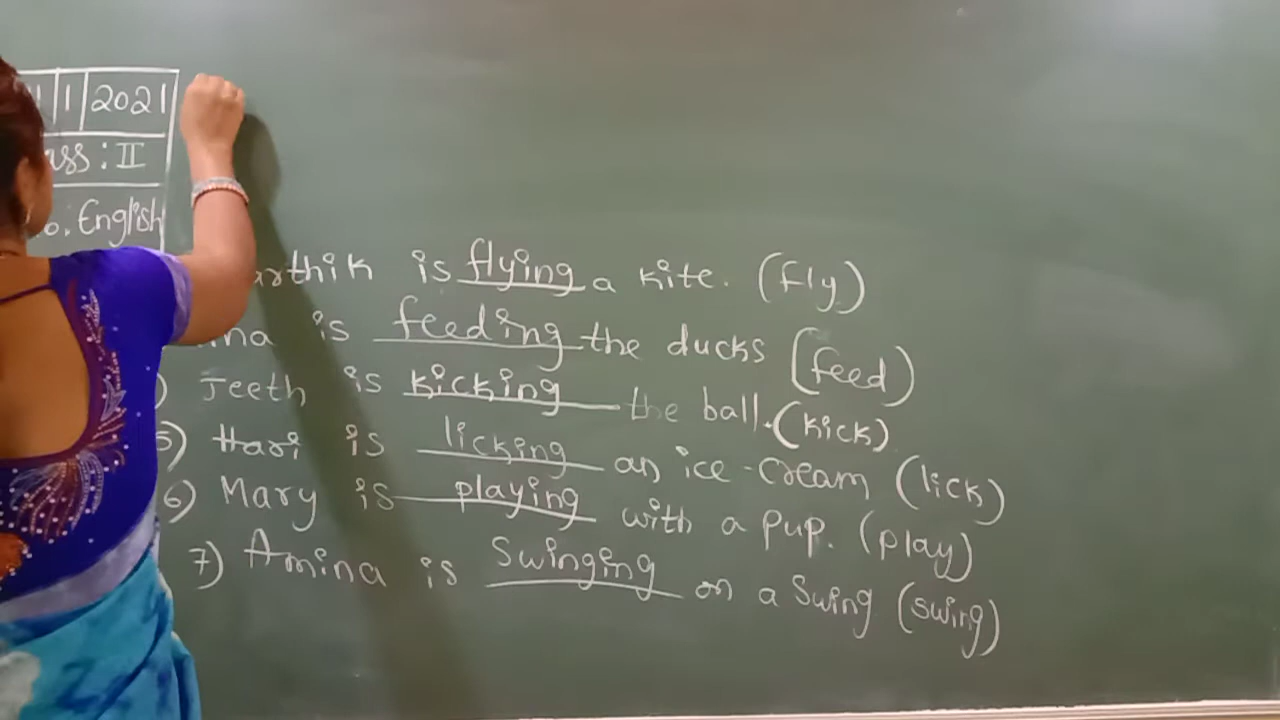 1 | 2021
: II
English
is flying a kite. (fly)
is feeding the ducks (feed)
) Jeeth is kicking the ball. (kick)
5) Hari is licking an ice-cream (lick)
6) Mary is playing with a pup. (play)
7) Amina is Swinging on a Swing (swing)